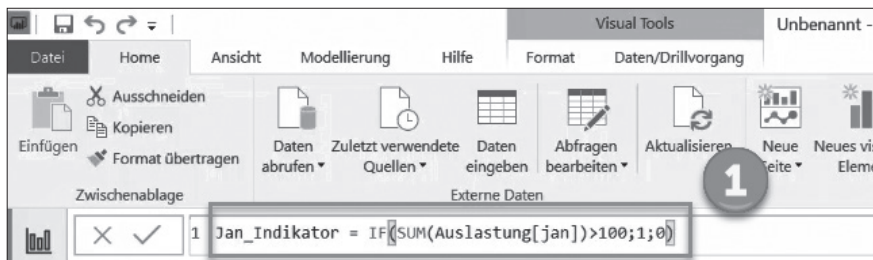 Visual Tools
Unbenannt -
Datei Home Ansicht Modellierung Hilfe Format Daten/Drillvorgang
Einfügen
Ausschneiden
Kopieren
Format übertragen
Zwischenablage
Daten abrufen
Zuletzt verwendete Quellen
Daten eingeben
Abfragen bearbeiten
Aktualisieren
Externe Daten
Neue Seite
Neues vis
Eleme
1
1 Jan_Indikator = IF(SUM(Auslastung[jan])>100;1;0)